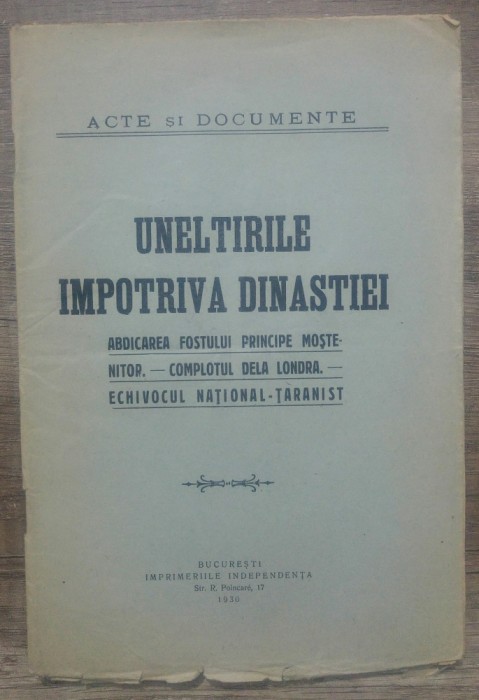 ACTE ȘI DOCUMENTE
UNELTIRILE
IMPOTRIVA DINASTIEI
ABDICAREA FOSTULUI PRINCIPE MOȘTE-
NITOR. — COMPLOTUL DELA LONDRA. —
ECHIVOCUL NAȚIONAL-ȚARANIST
BUCUREȘTI
IMPRIMERIILE INDEPENDENȚA
Str. R. Poincaré, 17
1930